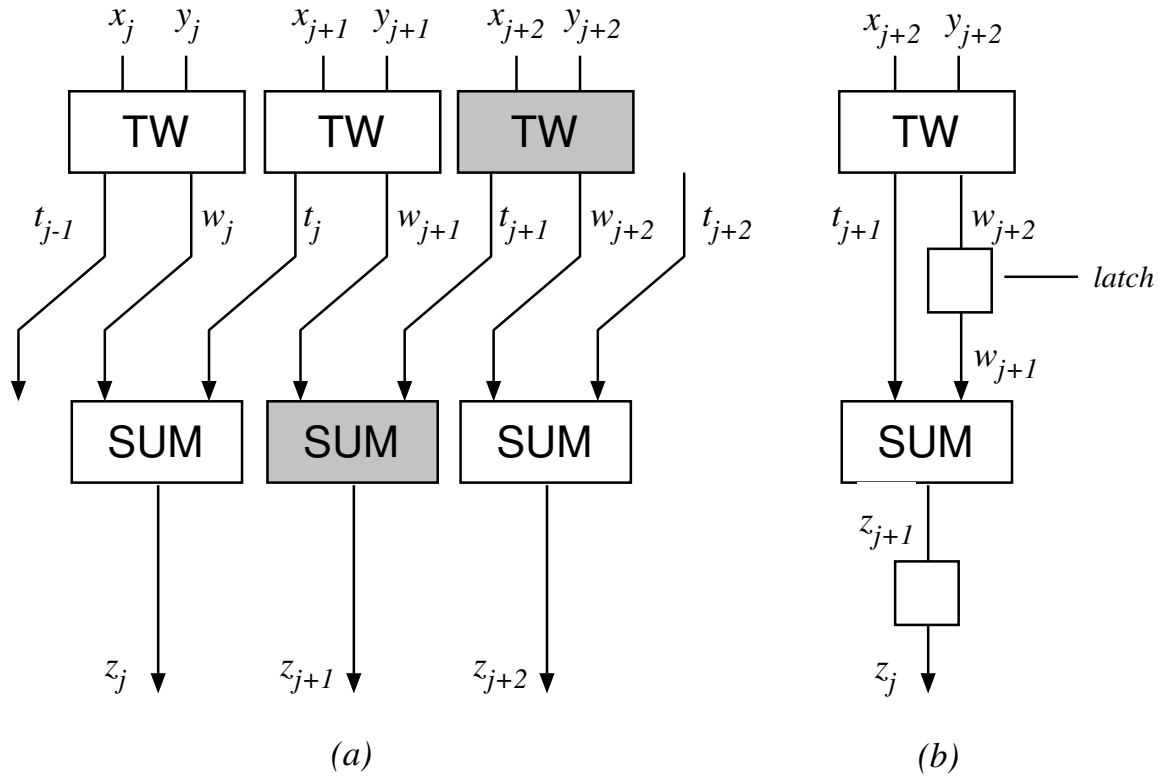 x_j y_j x_{j+1} y_{j+1} x_{j+2} y_{j+2} x_{j+2} y_{j+2}
TW TW TW TW
t_{j-1} w_j t_j w_{j+1} t_{j+1} w_{j+2} t_{j+2} t_{j+1} w_{j+2}
latch
w_{j+1}
SUM SUM SUM SUM
z_{j+1}
z_j z_{j+1} z_{j+2} z_j
(a) (b)